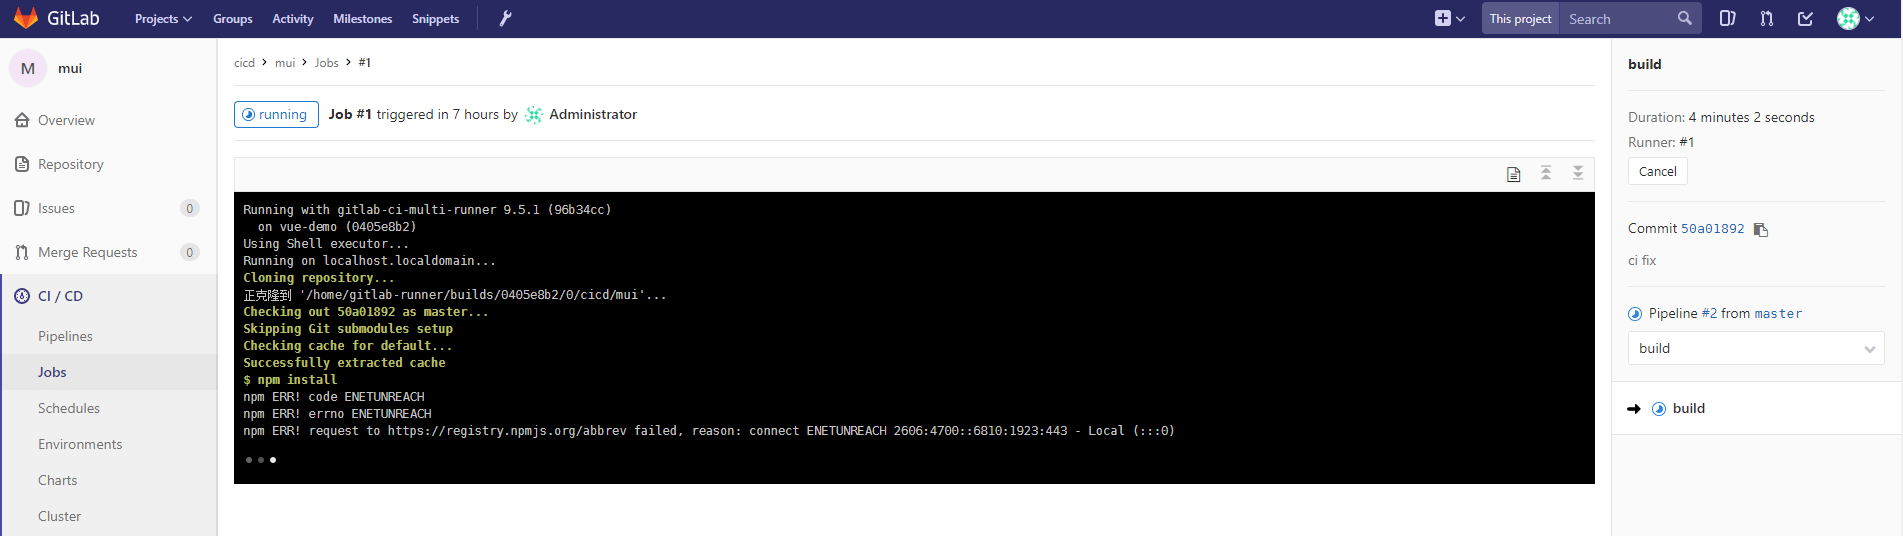 GitLab Projects Groups Activity Milestones Snippets This project Search
M mui
Overview
Repository
Issues 0
Merge Requests 0
CI / CD
Pipelines
Jobs
Schedules
Environments
Charts
Cluster
cicd > mui > Jobs > #1
running Job #1 triggered in 7 hours by Administrator
Running with gitlab-ci-multi-runner 9.5.1 (96b34cc)
on vue-demo (0405e8b2)
Using Shell executor...
Running on localhost.localdomain...
Cloning repository...
正克隆到 '/home/gitlab-runner/builds/0405e8b2/0/cicd/mui'...
Checking out 50a01892 as master...
Skipping Git submodules setup
Checking cache for default...
Successfully extracted cache
$ npm install
npm ERR! code ENETUNREACH
npm ERR! errno ENETUNREACH
npm ERR! request to https://registry.npmjs.org/abbrev failed, reason: connect ENETUNREACH 2606:4700::6810:1923:443 - Local (:::0)
build
Duration: 4 minutes 2 seconds
Runner: #1
Cancel
Commit 50a01892
ci fix
Pipeline #2 from master
build
build